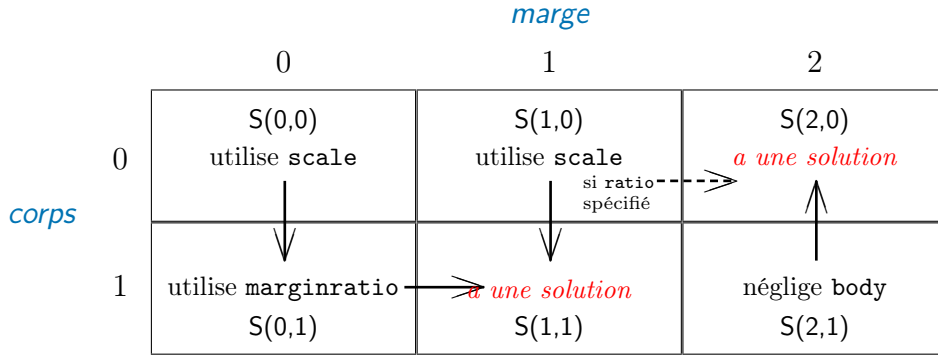 marge
0 1 2
S(0,0) S(1,0) S(2,0)
0 utilise scale utilise scale a une solution
si ratio
spécifié
corps
1 utilise marginratio a une solution néglige body
S(0,1) S(1,1) S(2,1)